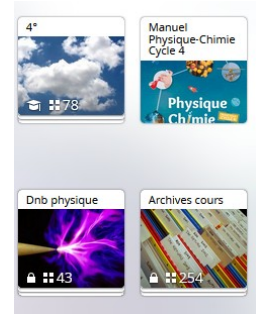 4°
78
Manuel
Physique-Chimie
Cycle 4
Physique
Chimie
Dnb physique
43
Archives cours
254